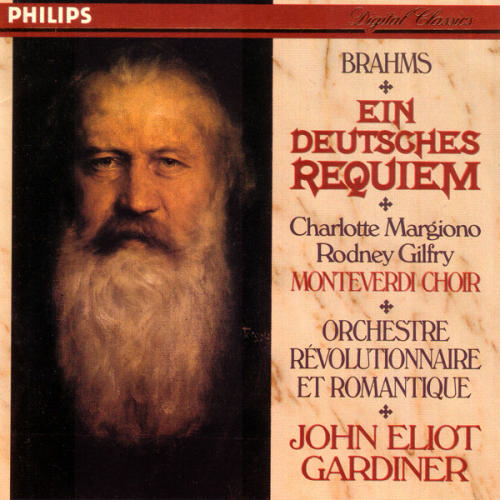 PHILIPS
Digital Classics
BRAHMS
EIN
DEUTSCHES
REQUIEM
Charlotte Margiono
Rodney Gilfry
MONTEVERDI CHOIR
ORCHESTRE
RÉVOLUTIONNAIRE
ET ROMANTIQUE
JOHN ELIOT
GARDINER